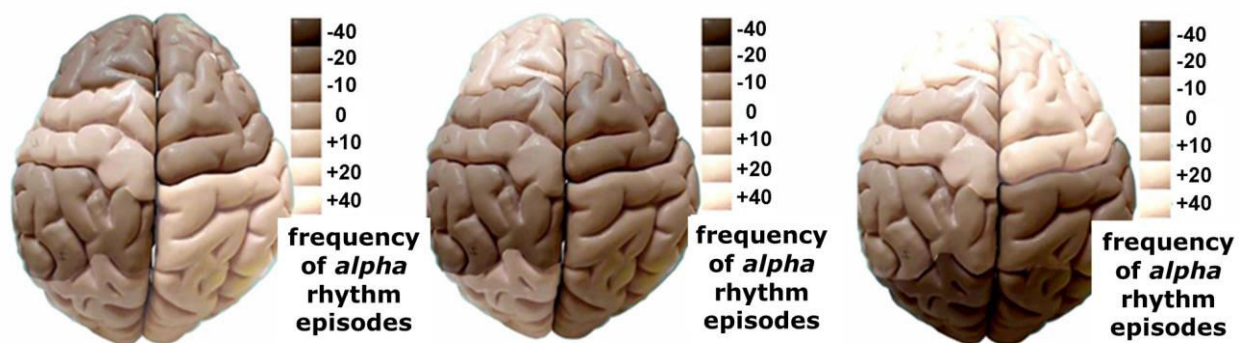 -40
-20
-10
0
+10
+20
+40
frequency
of alpha
rhythm
episodes
-40
-20
-10
0
+10
+20
+40
frequency
of alpha
rhythm
episodes
-40
-20
-10
0
+10
+20
+40
frequency
of alpha
rhythm
episodes